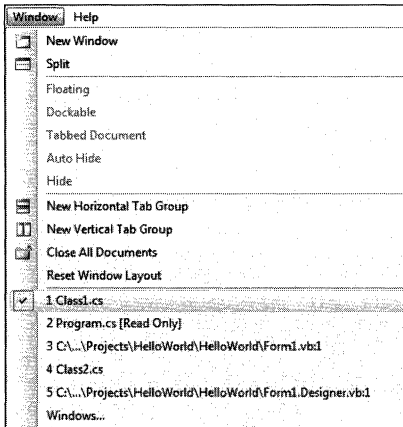 Window Help
New Window
Split
Floating
Dockable
Tabbed Document
Auto Hide
Hide
New Horizontal Tab Group
New Vertical Tab Group
Close All Documents
Reset Window Layout
1 Class1.cs
2 Program.cs [Read Only]
3 C:\...\Projects\HelloWorld\HelloWorld\Form1.vb:1
4 Class2.cs
5 C:\...\Projects\HelloWorld\HelloWorld\Form1.Designer.vb:1
Windows...